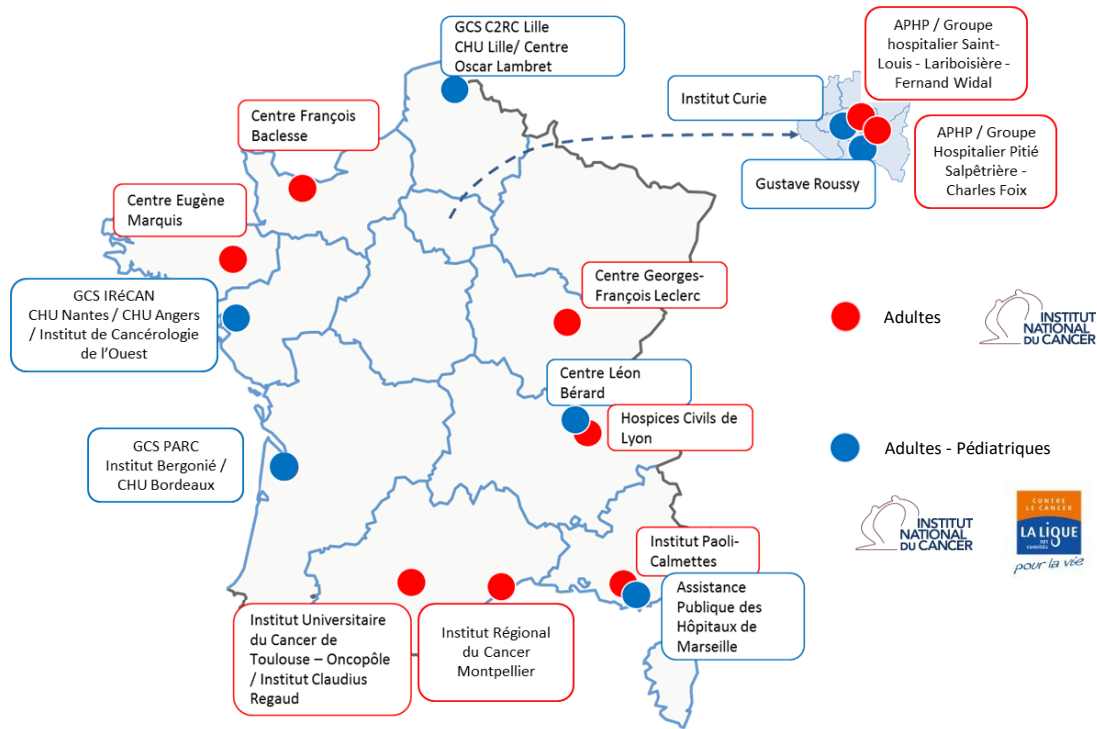 GCS C2RC Lille
CHU Lille/ Centre
Oscar Lambret
APHP / Groupe
hospitalier Saint-
Louis - Lariboisière -
Fernand Widal
Institut Curie
Centre François
Baclesse
APHP / Groupe
Hospitalier Pitié
Salpêtrière -
Charles Foix
Gustave Roussy
Centre Eugène
Marquis
Centre Georges-
François Leclerc
GCS IRéCAN
CHU Nantes / CHU Angers
/ Institut de Cancérologie
de l'Ouest
Adultes
INSTITUT
NATIONAL
DU CANCER
Centre Léon
Bérard
Hospices Civils de
Lyon
GCS PARC
Institut Bergonié /
CHU Bordeaux
Adultes - Pédiatriques
INSTITUT
NATIONAL
DU CANCER
CONTRE
LE CANCER
LA LIGUE
101
comités
pour la vie
Institut Paoli-
Calmettes
Assistance
Publique des
Hôpitaux de
Marseille
Institut Universitaire
du Cancer de
Toulouse – Oncopôle
/ Institut Claudius
Regaud
Institut Régional
du Cancer
Montpellier